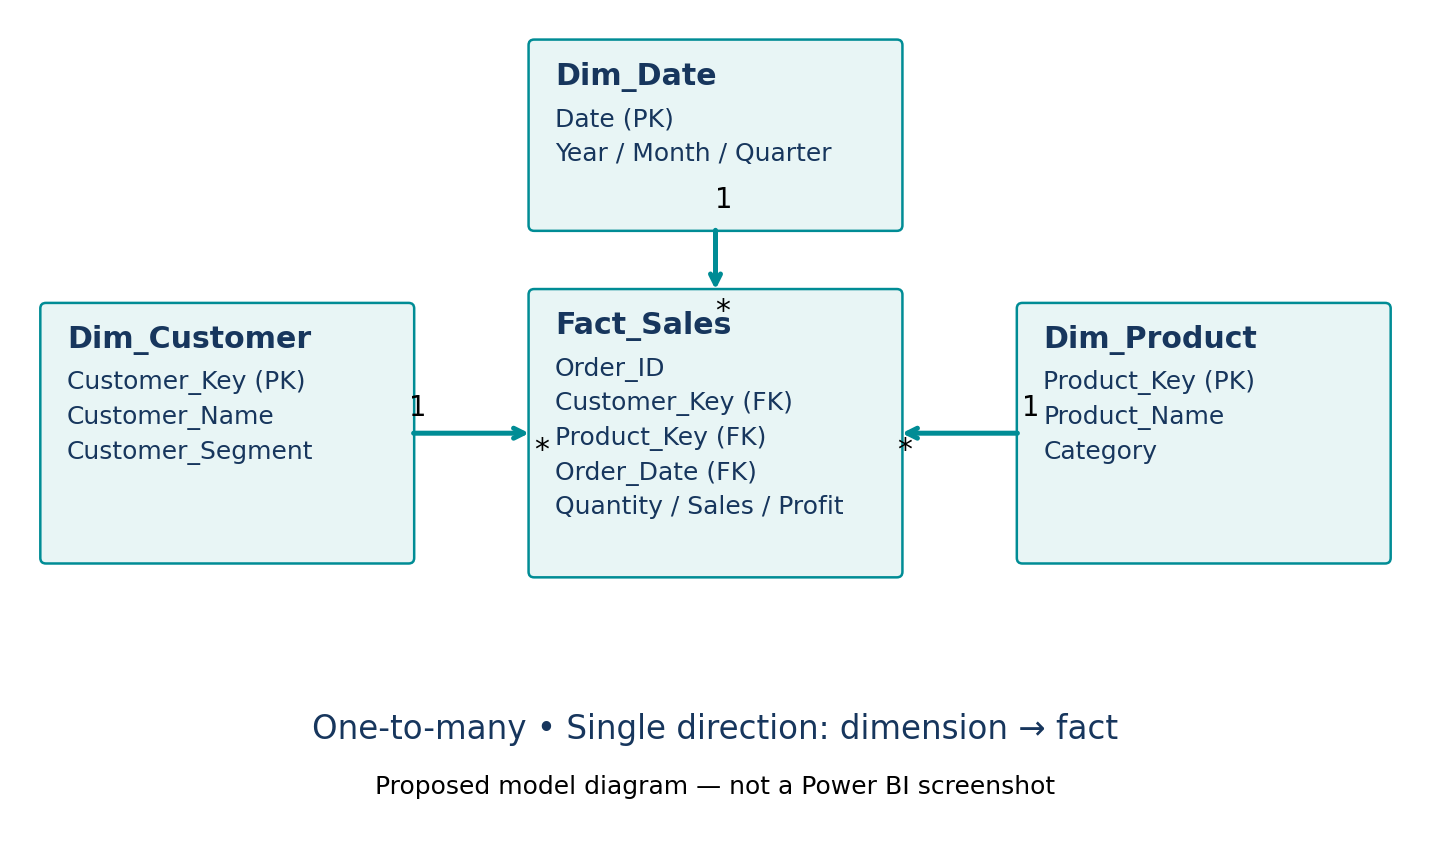 Dim_Date
Date (PK)
Year / Month / Quarter
1
*
Dim_Customer
Customer_Key (PK)
Customer_Name
Customer_Segment
1
*
Fact_Sales
Order_ID
Customer_Key (FK)
Product_Key (FK)
Order_Date (FK)
Quantity / Sales / Profit
*
1
Dim_Product
Product_Key (PK)
Product_Name
Category
One-to-many • Single direction: dimension → fact
Proposed model diagram — not a Power BI screenshot